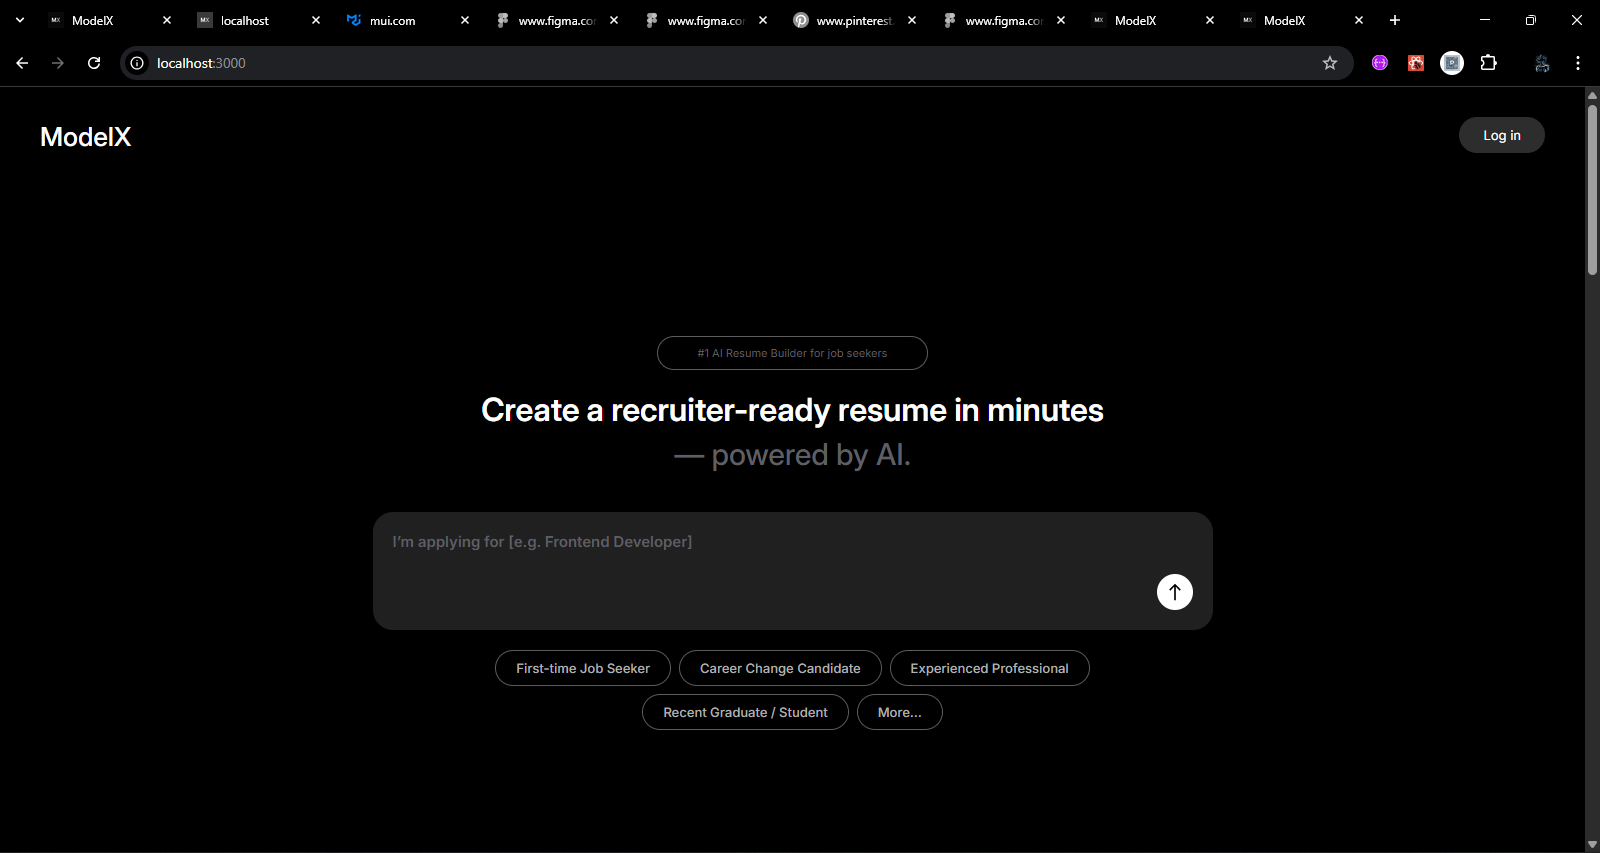 ModelX
localhost
mui.com
www.figma.co
www.figma.co
www.pinterest.
www.figma.co
ModelX
ModelX
localhost:3000
ModelX
Log in
#1 AI Resume Builder for job seekers
Create a recruiter-ready resume in minutes
— powered by AI.
I’m applying for [e.g. Frontend Developer]
First-time Job Seeker
Career Change Candidate
Experienced Professional
Recent Graduate / Student
More...